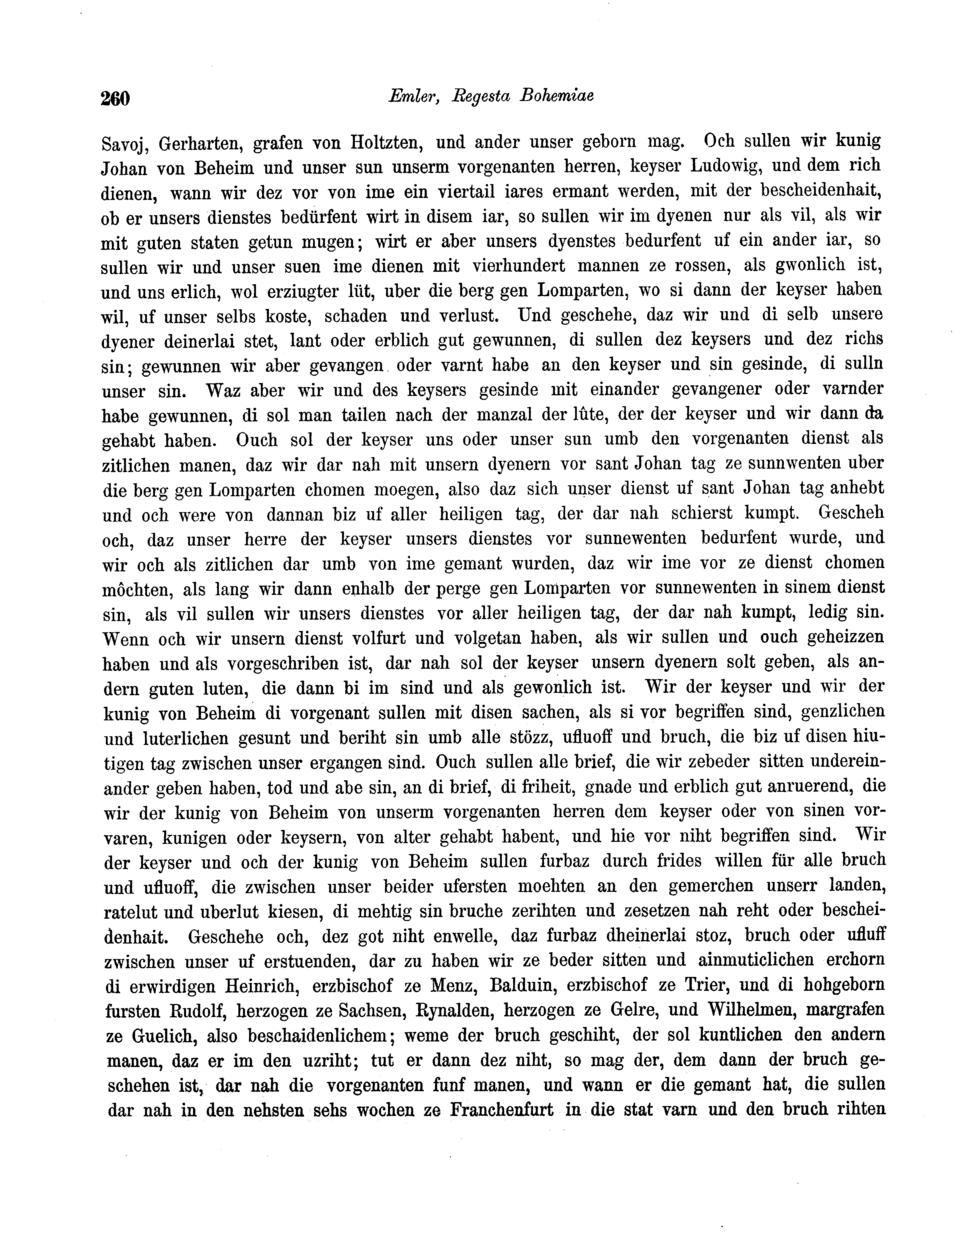 260
Emler, Regesta Bohemiae
Savoj, Gerharten, grafen von Holtzten, und ander unser geborn mag. Och sullen wir kunig
Johan von Beheim und unser sun unserm vorgenanten herren, keyser Ludowig, und dem rich
dienen, wann wir dez vor von ime ein viertail iares ermant werden, mit der bescheidenhait,
ob er unsers dienstes bedürfent wirt in disem iar, so sullen wir im dyenen nur als vil, als wir
mit guten staten getun mugen; wirt er aber unsers dyenstes bedurfent uf ein ander iar, so
sullen wir und unser suen ime dienen mit vierhundert mannen ze rossen, als gwonlich ist,
und uns erlich, wol erziugter lüt, uber die berg gen Lomparten, wo si dann der keyser haben
wil, uf unser selbs koste, schaden und verlust. Und geschehe, daz wir und di selb unsere
dyener deinerlai stet, lant oder erblich gut gewunnen, di sullen dez keysers und dez richs
sin; gewunnen wir aber gevangen oder varnt habe an den keyser und sin gesinde, di sulln
unser sin. Waz aber wir und des keysers gesinde mit einander gevangener oder varnder
habe gewunnen, di sol man tailen nach der manzal der lûte, der der keyser und wir dann da
gehabt haben. Ouch sol der keyser uns oder unser sun umb den vorgenanten dienst als
zitlichen manen, daz wir dar nah mit unsern dyenern vor sant Johan tag ze sunnwenten uber
die berg gen Lomparten chomen moegen, also daz sich unser dienst uf sant Johan tag anhebt
und och were von dannan biz uf aller heiligen tag, der dar nah schierst kumpt. Gescheh
och, daz unser herre der keyser unsers dienstes vor sunnewenten bedurfent wurde, und
wir och als zitlichen dar umb von ime gemant wurden, daz wir ime vor ze dienst chomen
môchten, als lang wir dann enhalb der perge gen Lomparten vor sunnewenten in sinem dienst
sin, als vil sullen wir unsers dienstes vor aller heiligen tag, der dar nah kumpt, ledig sin.
Wenn och wir unsern dienst volfurt und volgetan haben, als wir sullen und ouch geheizzen
haben und als vorgeschriben ist, dar nah sol der keyser unsern dyenern solt geben, als an-
dern guten luten, die dann bi im sind und als gewonlich ist. Wir der keyser und wir der
kunig von Beheim di vorgenant sullen mit disen sachen, als si vor begriffen sind, genzlichen
und luterlichen gesunt und beriht sin umb alle stözz, ufluoff und bruch, die biz uf disen hiu-
tigen tag zwischen unser ergangen sind. Ouch sullen alle brief, die wir zebeder sitten underein-
ander geben haben, tod und abe sin, an di brief, di friheit, gnade und erblich gut anruerend, die
wir der kunig von Beheim von unserm vorgenanten herren dem keyser oder von sinen vor-
varen, kunigen oder keysern, von alter gehabt habent, und hie vor niht begriffen sind. Wir
der keyser und och der kunig von Beheim sullen furbaz durch frides willen für alle bruch
und ufluoff, die zwischen unser beider ufersten moehten an den gemerchen unserr landen,
ratelut und uberlut kiesen, di mehtig sin bruche zerihten und zesetzen nah reht oder beschei-
denhait. Geschehe och, dez got niht enwelle, daz furbaz dheinerlai stoz, bruch oder ufluff
zwischen unser uf erstuenden, dar zu haben wir ze beder sitten und ainmuticlichen erchorn
di erwirdigen Heinrich, erzbischof ze Menz, Balduin, erzbischof ze Trier, und di hohgeborn
fursten Rudolf, herzogen ze Sachsen, Rynalden, herzogen ze Gelre, und Wilhelmen, margrafen
ze Guelich, also beschaidenlichem; weme der bruch geschiht, der sol kuntlichen den andern
manen, daz er im den uzriht; tut er dann dez niht, so mag der, dem dann der bruch ge-
schehen ist, dar nah die vorgenanten funf manen, und wann er die gemant hat, die sullen
dar nah in den nehsten sehs wochen ze Franchenfurt in die stat varn und den bruch rihten